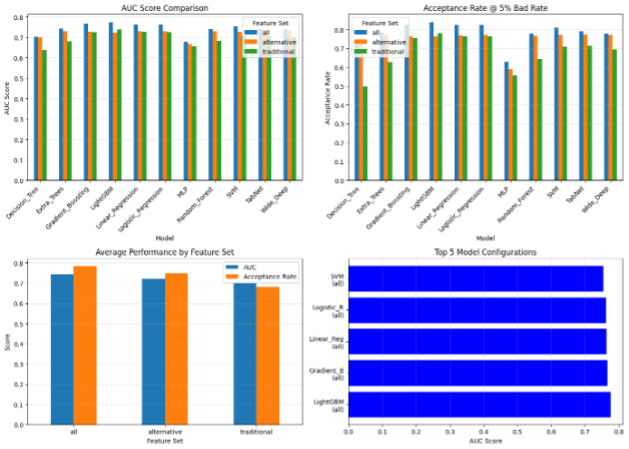 AUC Score Comparison
AUC Score
0.8
0.7
0.6
0.5
0.4
0.3
0.2
0.1
0.0
Feature Set
all
alternative
traditional
Decision_Tree
Extra_Trees
Gradient_Boosting
LightGBM
Linear_Regression
Logistic_Regression
MLP
Random_Forest
SVM
TabNet
Wide_Deep
Model
Acceptance Rate @ 5% Bad Rate
Acceptance Rate
0.8
0.7
0.6
0.5
0.4
0.3
0.2
0.1
0.0
Feature Set
all
alternative
traditional
Decision_Tree
Extra_Trees
Gradient_Boosting
LightGBM
Linear_Regression
Logistic_Regression
MLP
Random_Forest
SVM
TabNet
Wide_Deep
Model
Average Performance by Feature Set
Score
0.8
0.7
0.6
0.5
0.4
0.3
0.2
0.1
0.0
AUC
Acceptance Rate
all
alternative
traditional
Feature Set
Top 5 Model Configurations
SVM
(all)
Logistic_R
(all)
Linear_Reg
(all)
Gradient_B
(all)
LightGBM
(all)
0.0 0.1 0.2 0.3 0.4 0.5 0.6 0.7 0.8
AUC Score